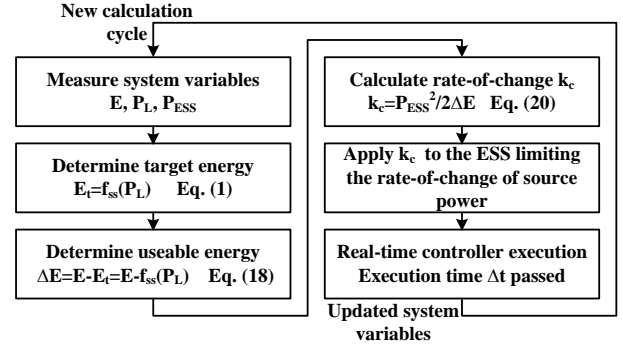 New calculation
cycle
Measure system variables
E, P_L, P_ESS
Determine target energy
E_t=f_ss(P_L) Eq. (1)
Determine useable energy
ΔE=E-E_t=E-f_ss(P_L) Eq. (18)
Calculate rate-of-change k_c
k_c=P_ESS^2/2ΔE Eq. (20)
Apply k_c to the ESS limiting
the rate-of-change of source
power
Real-time controller execution
Execution time Δt passed
Updated system
variables